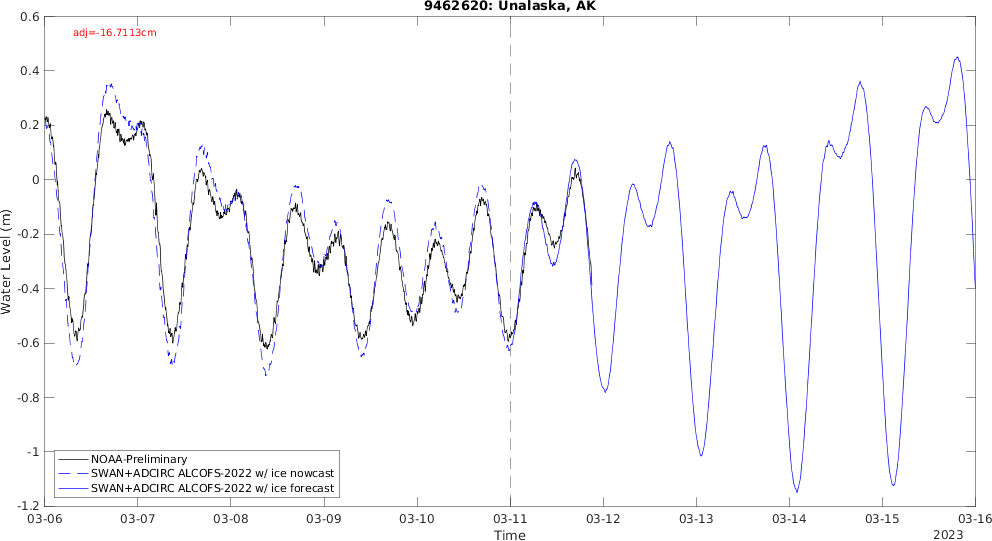 9462620: Unalaska, AK
adj=-16.7113cm
0.6
0.4
0.2
0
-0.2
-0.4
-0.6
-0.8
-1
-1.2
Water Level (m)
NOAA-Preliminary
SWAN+ADCIRC ALCOFS-2022 w/ ice nowcast
SWAN+ADCIRC ALCOFS-2022 w/ ice forecast
03-06 03-07 03-08 03-09 03-10 03-11 03-12 03-13 03-14 03-15 03-16
Time
2023